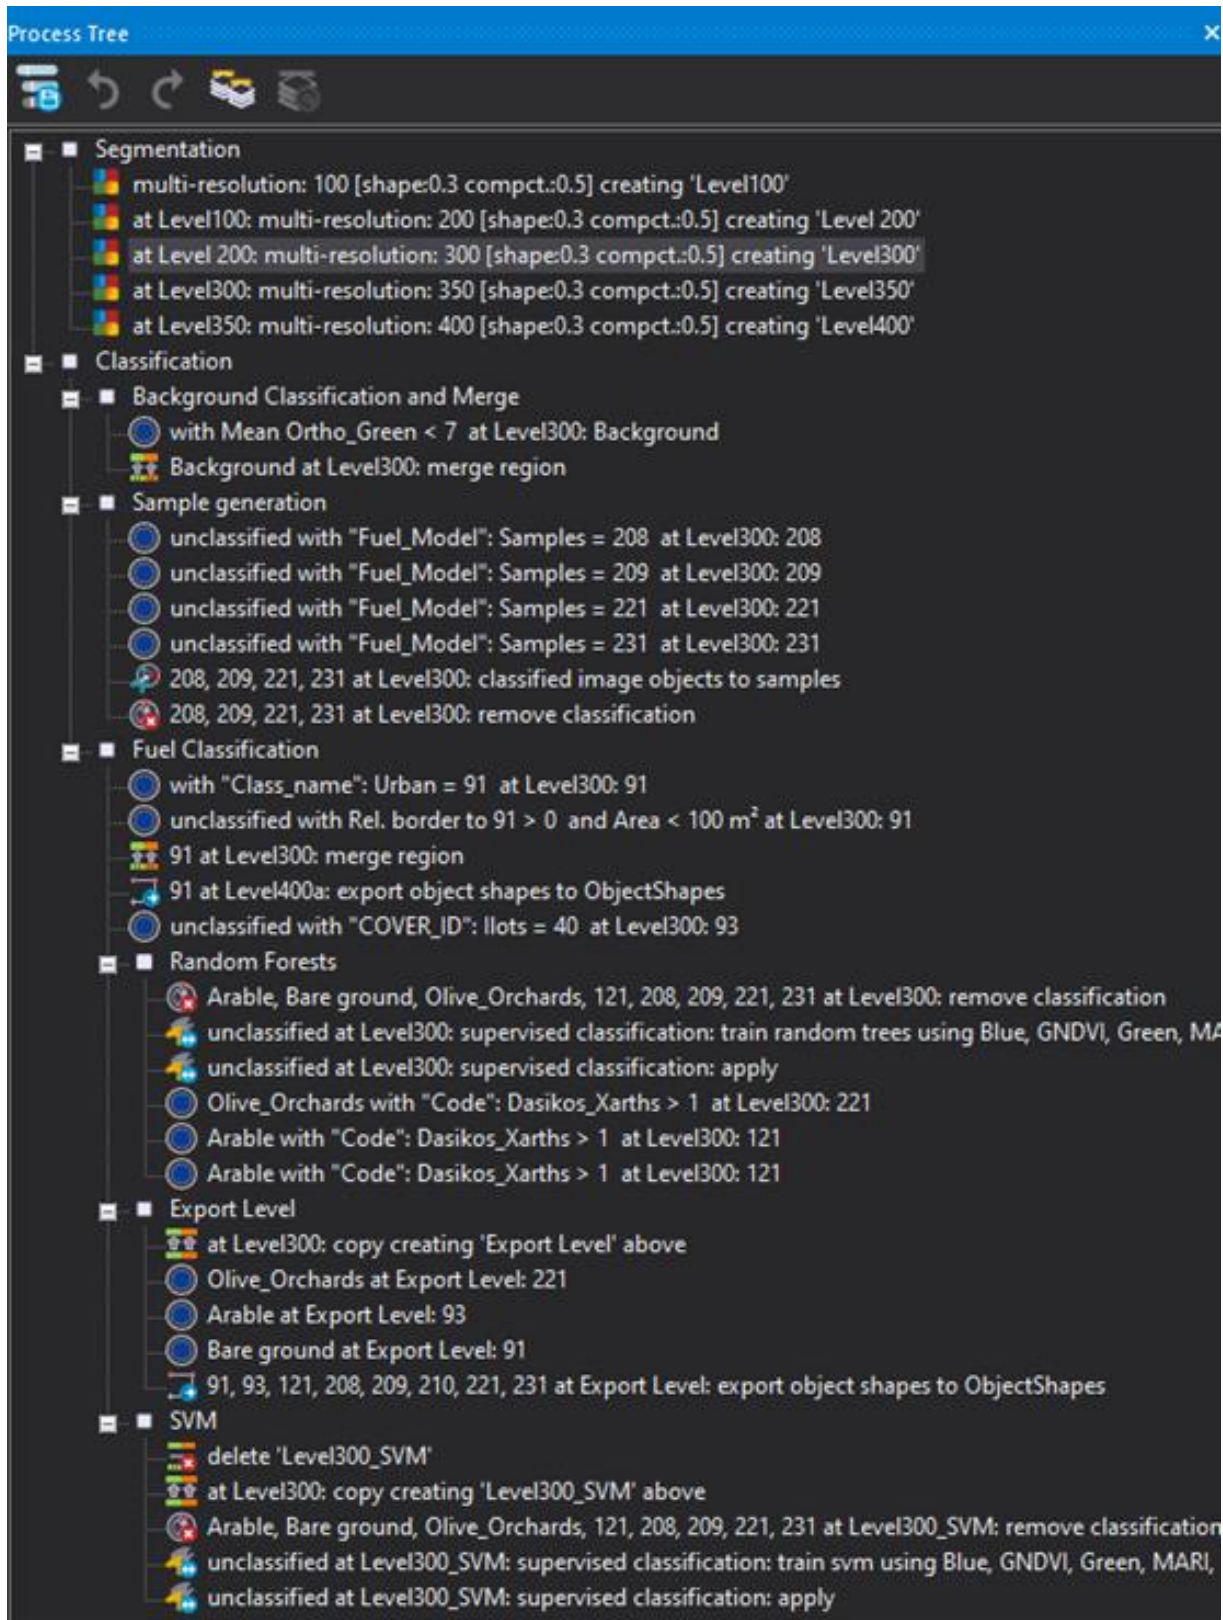 Process Tree
Segmentation
multi-resolution: 100 [shape:0.3 compct.:0.5] creating 'Level100'
at Level100: multi-resolution: 200 [shape:0.3 compct.:0.5] creating 'Level 200'
at Level 200: multi-resolution: 300 [shape:0.3 compct.:0.5] creating 'Level300'
at Level300: multi-resolution: 350 [shape:0.3 compct.:0.5] creating 'Level350'
at Level350: multi-resolution: 400 [shape:0.3 compct.:0.5] creating 'Level400'
Classification
Background Classification and Merge
with Mean Ortho_Green < 7 at Level300: Background
Background at Level300: merge region
Sample generation
unclassified with "Fuel_Model": Samples = 208 at Level300: 208
unclassified with "Fuel_Model": Samples = 209 at Level300: 209
unclassified with "Fuel_Model": Samples = 221 at Level300: 221
unclassified with "Fuel_Model": Samples = 231 at Level300: 231
208, 209, 221, 231 at Level300: classified image objects to samples
208, 209, 221, 231 at Level300: remove classification
Fuel Classification
with "Class_name": Urban = 91 at Level300: 91
unclassified with Rel. border to 91 > 0 and Area < 100 m² at Level300: 91
91 at Level300: merge region
91 at Level400a: export object shapes to ObjectShapes
unclassified with "COVER_ID": Ilots = 40 at Level300: 93
Random Forests
Arable, Bare ground, Olive_Orchards, 121, 208, 209, 221, 231 at Level300: remove classification
unclassified at Level300: supervised classification: train random trees using Blue, GNDVI, Green, MA
unclassified at Level300: supervised classification: apply
Olive_Orchards with "Code": Dasikos_Xarths > 1 at Level300: 221
Arable with "Code": Dasikos_Xarths > 1 at Level300: 121
Arable with "Code": Dasikos_Xarths > 1 at Level300: 121
Export Level
at Level300: copy creating 'Export Level' above
Olive_Orchards at Export Level: 221
Arable at Export Level: 93
Bare ground at Export Level: 91
91, 93, 121, 208, 209, 210, 221, 231 at Export Level: export object shapes to ObjectShapes
SVM
delete 'Level300_SVM'
at Level300: copy creating 'Level300_SVM' above
Arable, Bare ground, Olive_Orchards, 121, 208, 209, 221, 231 at Level300_SVM: remove classification
unclassified at Level300_SVM: supervised classification: train svm using Blue, GNDVI, Green, MARI,
unclassified at Level300_SVM: supervised classification: apply